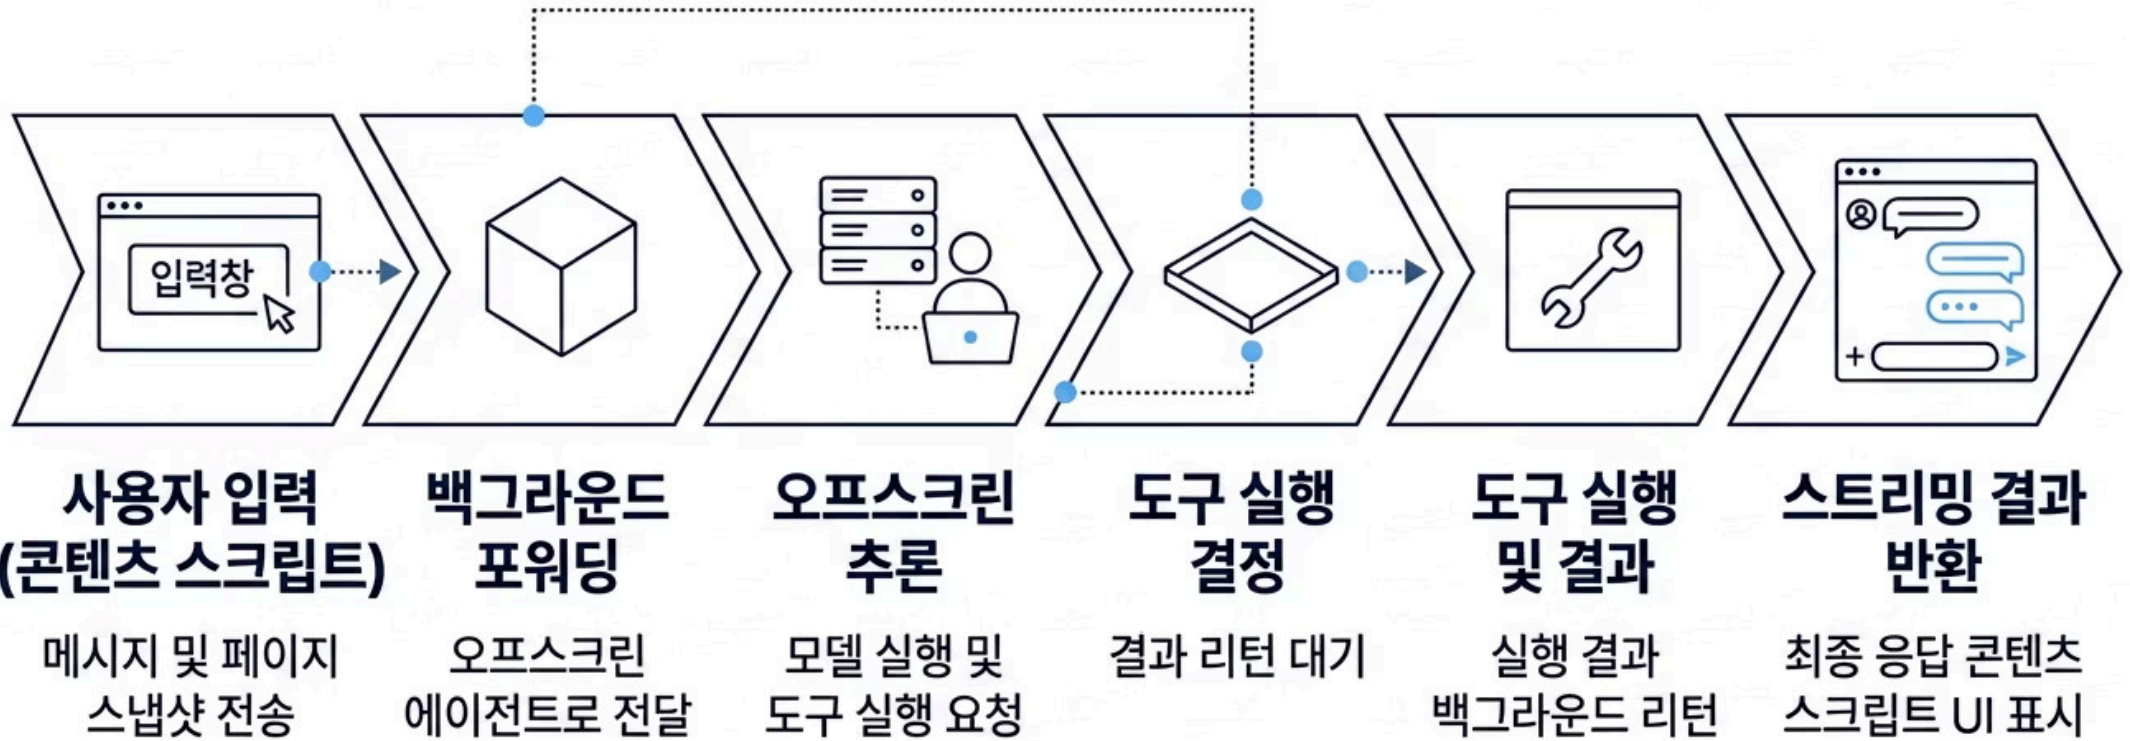 입력창
사용자 입력
(콘텐츠 스크립트)
메시지 및 페이지
스냅샷 전송
백그라운드
포워딩
오프스크린
에이전트로 전달
오프스크린
추론
모델 실행 및
도구 실행 요청
도구 실행
결정
결과 리턴 대기
도구 실행
및 결과
실행 결과
백그라운드 리턴
스트리밍 결과
반환
최종 응답 콘텐츠
스크립트 UI 표시